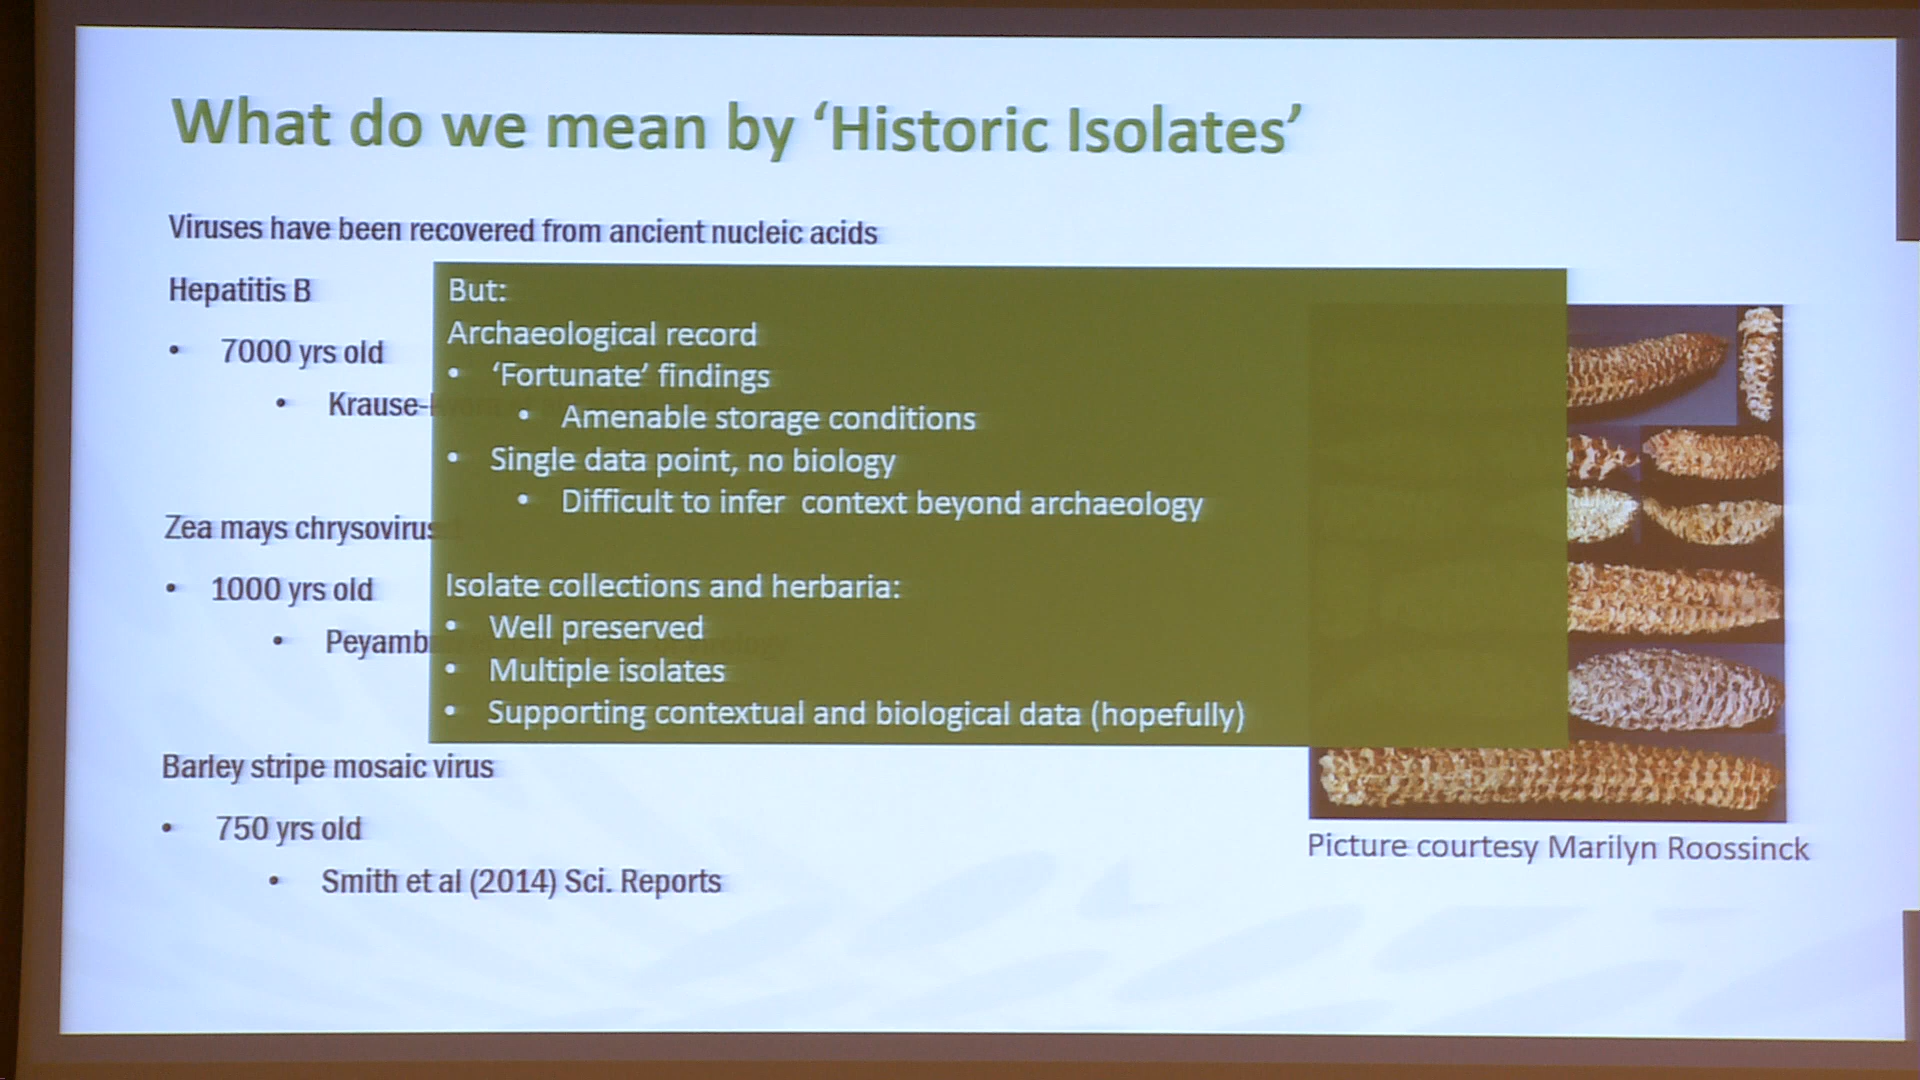 What do we mean by ‘Historic Isolates’
Viruses have been recovered from ancient nucleic acids
Hepatitis B
• 7000 yrs old
• Krause-
Zea mays chrysovirus
• 1000 yrs old
• Peyamb
Barley stripe mosaic virus
• 750 yrs old
• Smith et al (2014) Sci. Reports
But:
Archaeological record
• ‘Fortunate’ findings
• Amenable storage conditions
• Single data point, no biology
• Difficult to infer context beyond archaeology
Isolate collections and herbaria:
• Well preserved
• Multiple isolates
• Supporting contextual and biological data (hopefully)
Picture courtesy Marilyn Roossinck